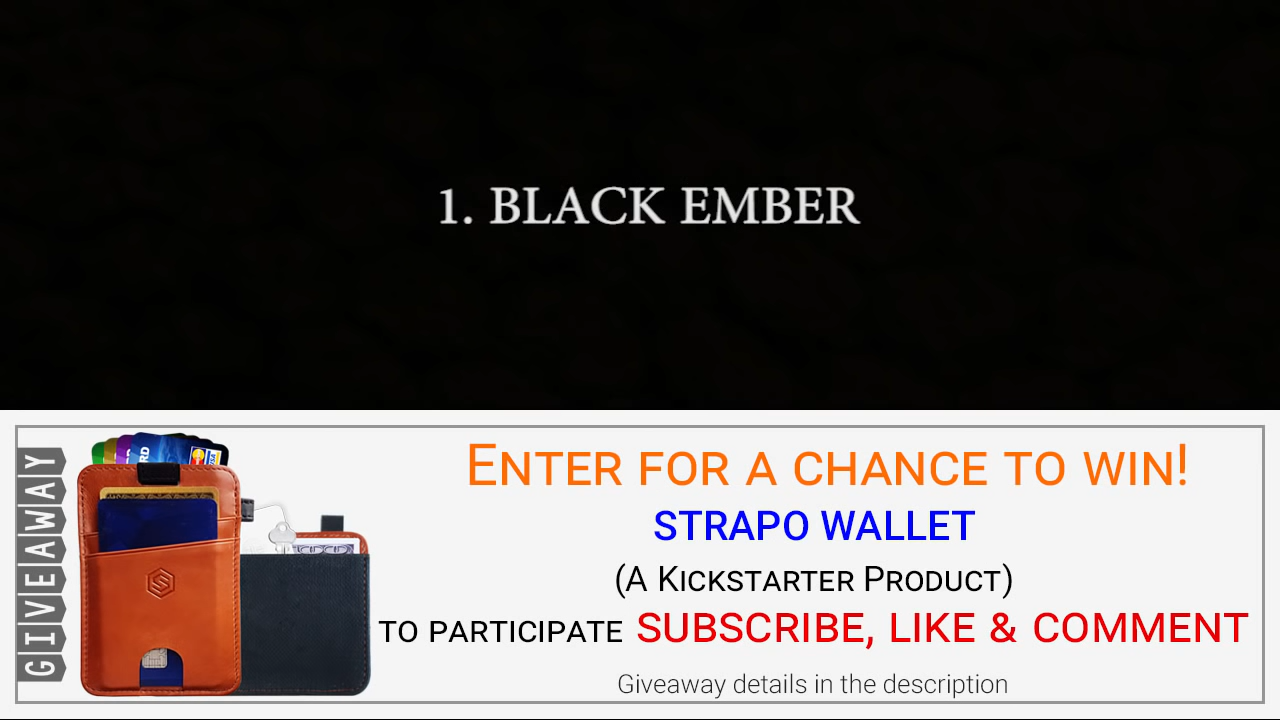 1. BLACK EMBER
GIVEAWAY
ENTER FOR A CHANCE TO WIN!
STRAPO WALLET
(A KICKSTARTER PRODUCT)
TO PARTICIPATE SUBSCRIBE, LIKE & COMMENT
Giveaway details in the description